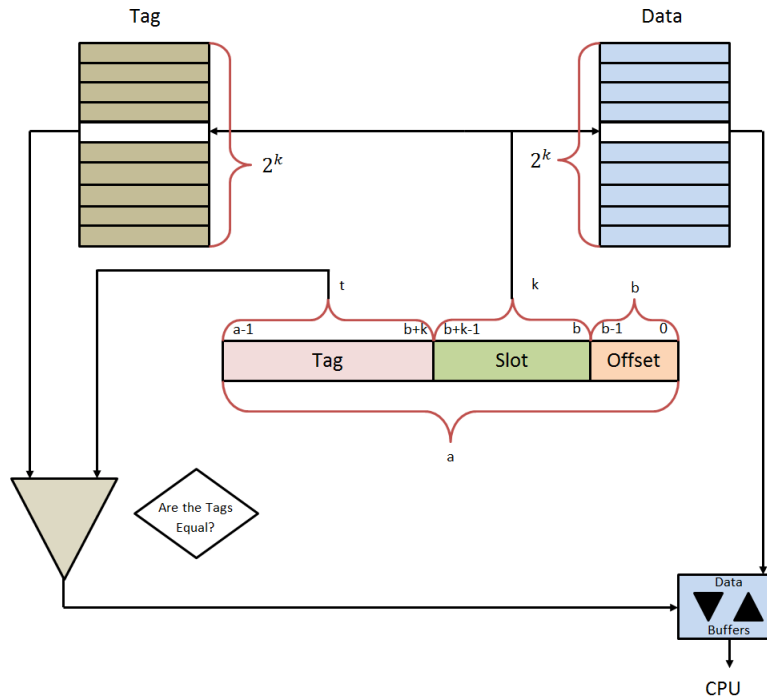 Tag
Data
2^k
2^k
t
k
b
a-1
b+k
b+k-1
b
b-1
0
Tag
Slot
Offset
a
Are the Tags
Equal?
Data
Buffers
CPU